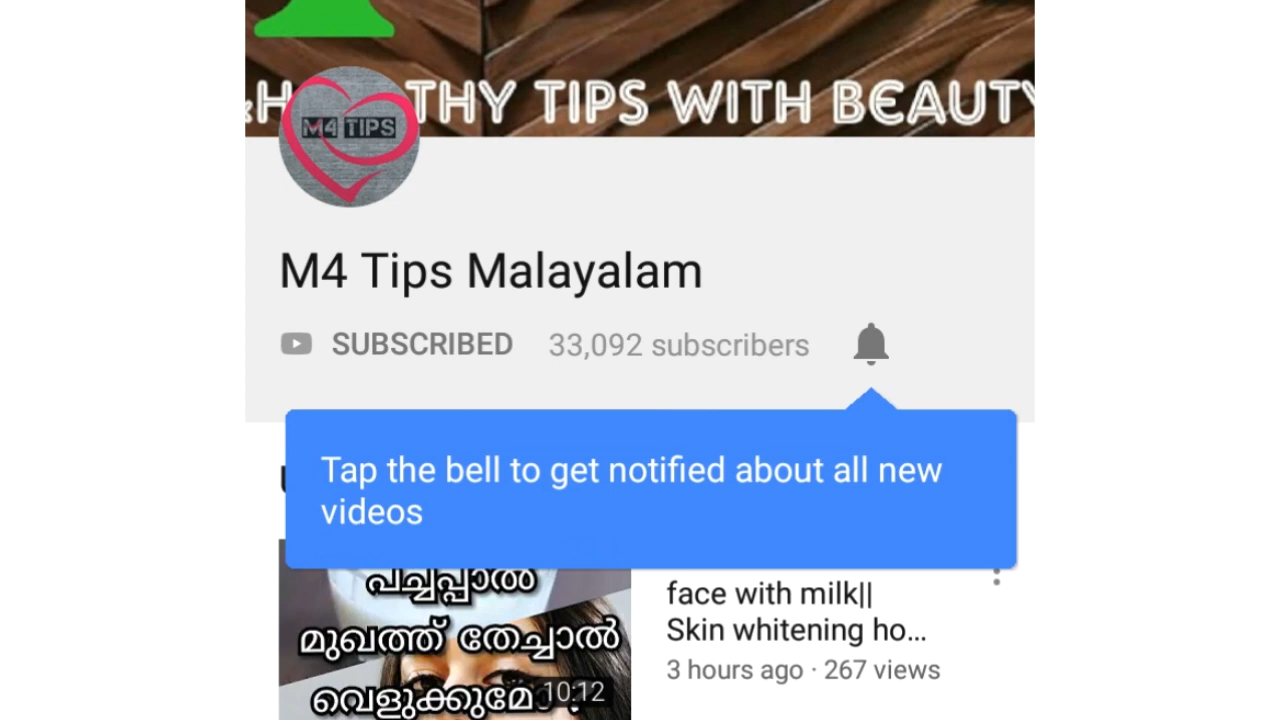 THY TIPS WITH BEAUTY
M4 TIPS
M4 Tips Malayalam
SUBSCRIBED 33,092 subscribers
Tap the bell to get notified about all new
videos
പച്ചപ്പാൽ
മുഖത്ത് തേച്ചാൽ
വെളുക്കുമോ ?
10:12
face with milk||
Skin whitening ho...
3 hours ago · 267 views